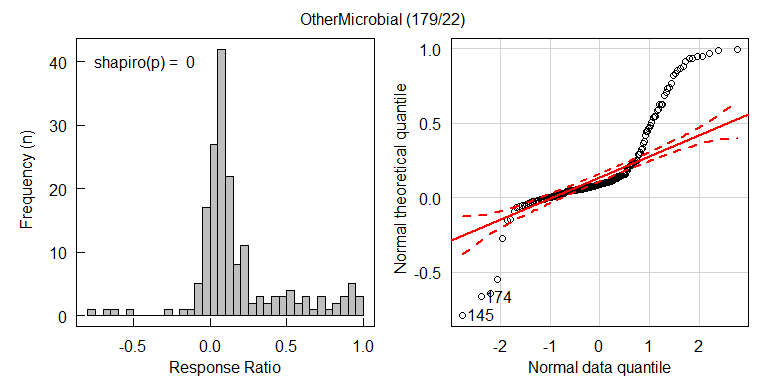 OtherMicrobial (179/22)
shapiro(p) = 0
Frequency (n)
40
30
20
10
0
-0.5 0.0 0.5 1.0
Response Ratio
Normal theoretical quantile
1.0
0.5
0.0
-0.5
174
145
-2 -1 0 1 2
Normal data quantile